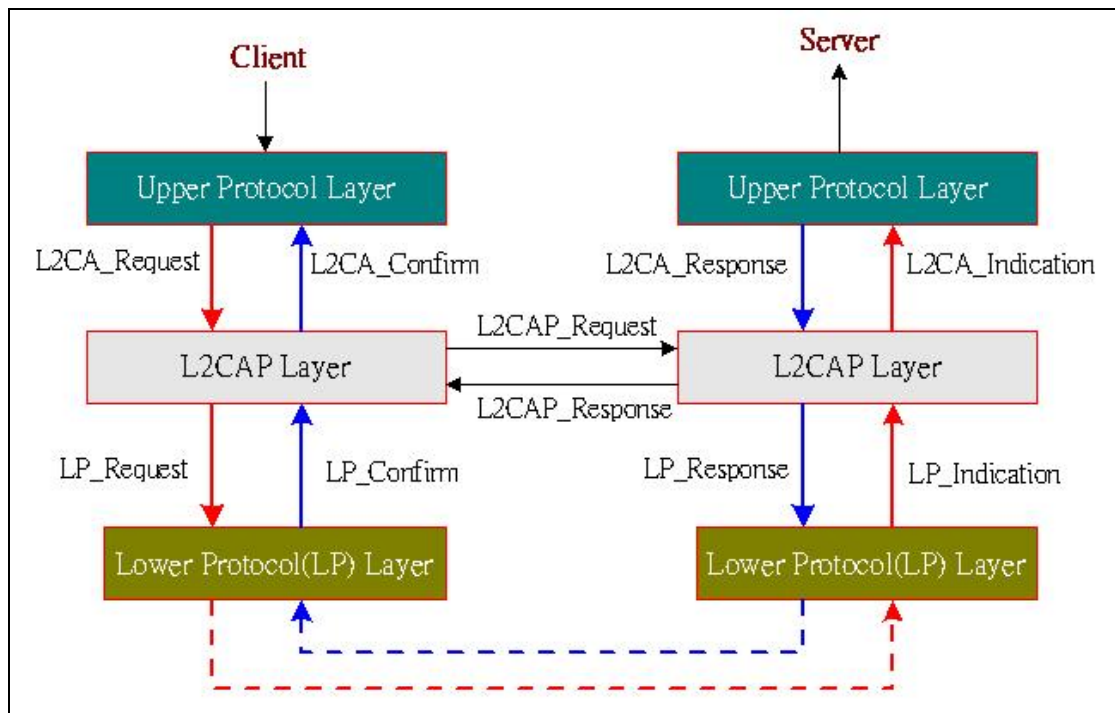 Client
Server
Upper Protocol Layer
Upper Protocol Layer
L2CA_Request
L2CA_Confirm
L2CA_Response
L2CA_Indication
L2CAP_Request
L2CAP Layer
L2CAP Layer
L2CAP_Response
LP_Request
LP_Confirm
LP_Response
LP_Indication
Lower Protocol(LP) Layer
Lower Protocol(LP) Layer